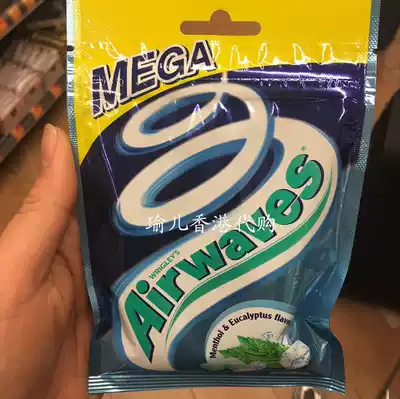 MEGA
瑜儿香港代购
WRIGLEY'S
Airwaves
Menthol & Eucalyptus flavour